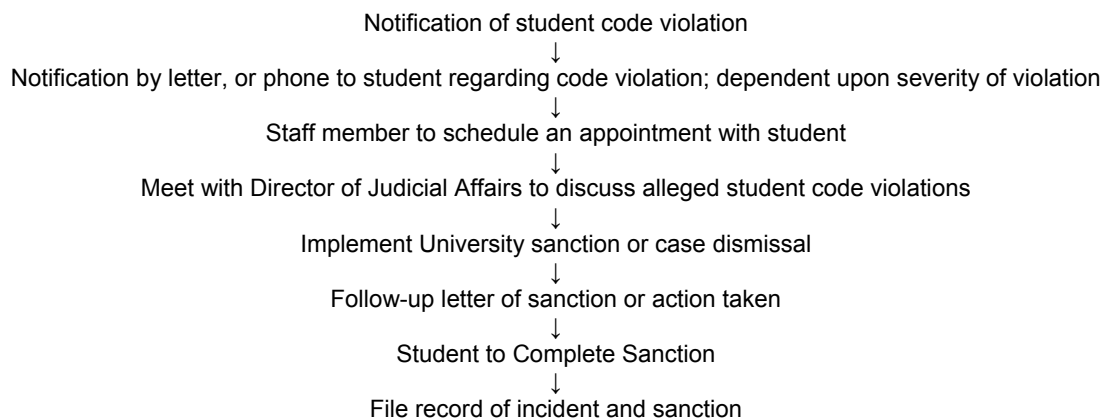 Notification of student code violation
↓
Notification by letter, or phone to student regarding code violation; dependent upon severity of violation
↓
Staff member to schedule an appointment with student
↓
Meet with Director of Judicial Affairs to discuss alleged student code violations
↓
Implement University sanction or case dismissal
↓
Follow-up letter of sanction or action taken
↓
Student to Complete Sanction
↓
File record of incident and sanction